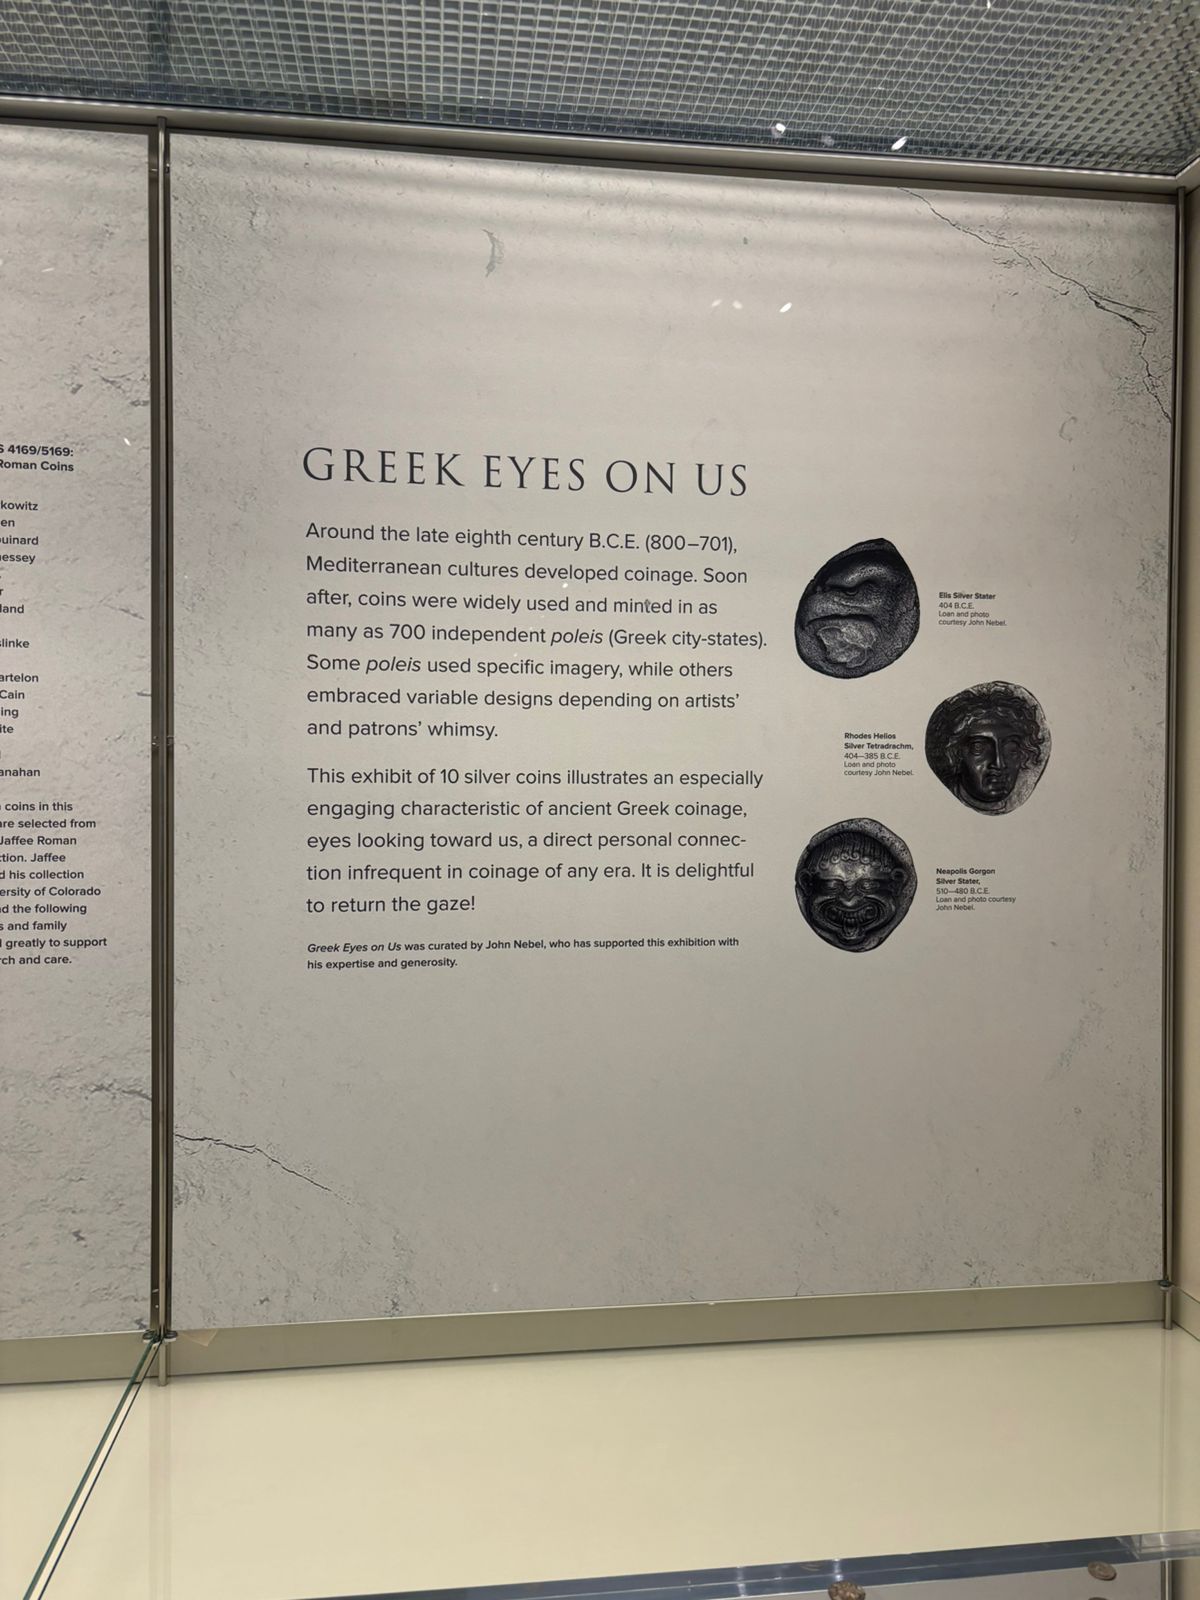 S 4169/5169:
Roman Coins
kowitz
en
uinard
essey
r
land
slinke
artelon
Cain
ing
ite
anahan
coins in this
are selected from
Jaffee Roman
ction. Jaffee
d his collection
ersity of Colorado
nd the following
s and family
d greatly to support
rch and care.
GREEK EYES ON US
Around the late eighth century B.C.E. (800–701),
Mediterranean cultures developed coinage. Soon
after, coins were widely used and minted in as
many as 700 independent poleis (Greek city-states).
Some poleis used specific imagery, while others
embraced variable designs depending on artists’
and patrons’ whimsy.
This exhibit of 10 silver coins illustrates an especially
engaging characteristic of ancient Greek coinage,
eyes looking toward us, a direct personal connec-
tion infrequent in coinage of any era. It is delightful
to return the gaze!
Greek Eyes on Us was curated by John Nebel, who has supported this exhibition with
his expertise and generosity.
Elis Silver Stater
404 B.C.E.
Loan and photo
courtesy John Nebel.
Rhodes Helios
Silver Tetradrachm,
404—385 B.C.E.
Loan and photo
courtesy John Nebel.
Neapolis Gorgon
Silver Stater,
510—480 B.C.E.
Loan and photo courtesy
John Nebel.